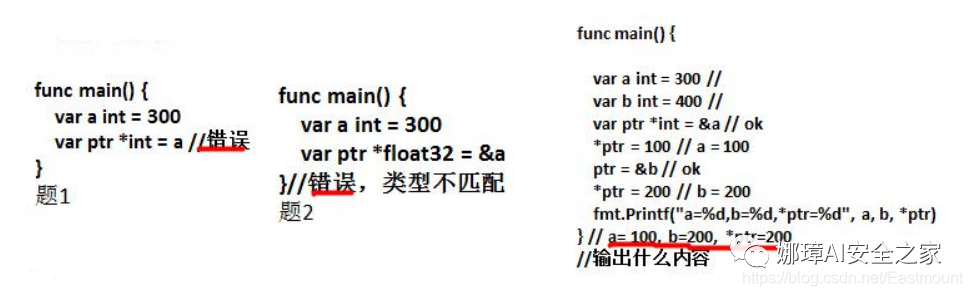 func main() {
var a int = 300
var ptr *int = a //错误
}
题1
func main() {
var a int = 300
var ptr *float32 = &a
}//错误，类型不匹配
题2
func main() {
var a int = 300 //
var b int = 400 //
var ptr *int = &a // ok
*ptr = 100 // a = 100
ptr = &b // ok
*ptr = 200 // b = 200
fmt.Printf("a=%d,b=%d,*ptr=%d", a, b, *ptr)
} // a= 100, b=200, *ptr=200
//输出什么内容
娜璋AI安全之家
https://blog.csdn.net/Eastmount